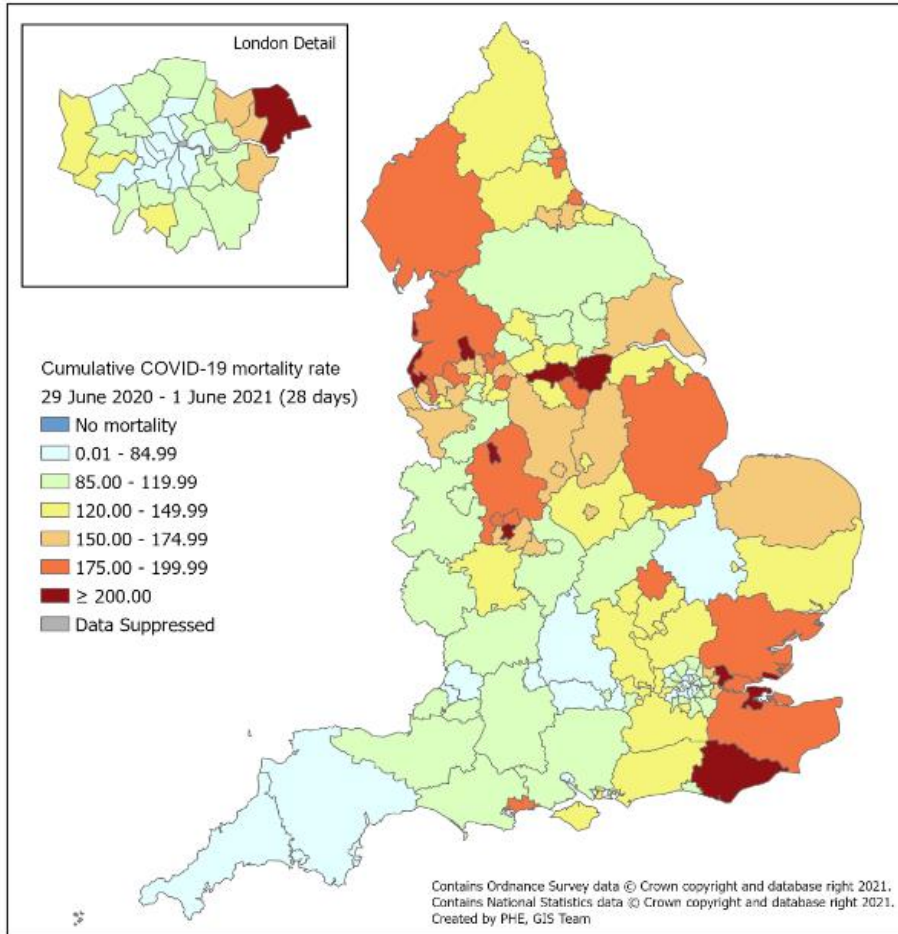 London Detail
Cumulative COVID-19 mortality rate
29 June 2020 - 1 June 2021 (28 days)
No mortality
0.01 - 84.99
85.00 - 119.99
120.00 - 149.99
150.00 - 174.99
175.00 - 199.99
≥ 200.00
Data Suppressed
Contains Ordnance Survey data © Crown copyright and database right 2021.
Contains National Statistics data © Crown copyright and database right 2021.
Created by PHE, GIS Team